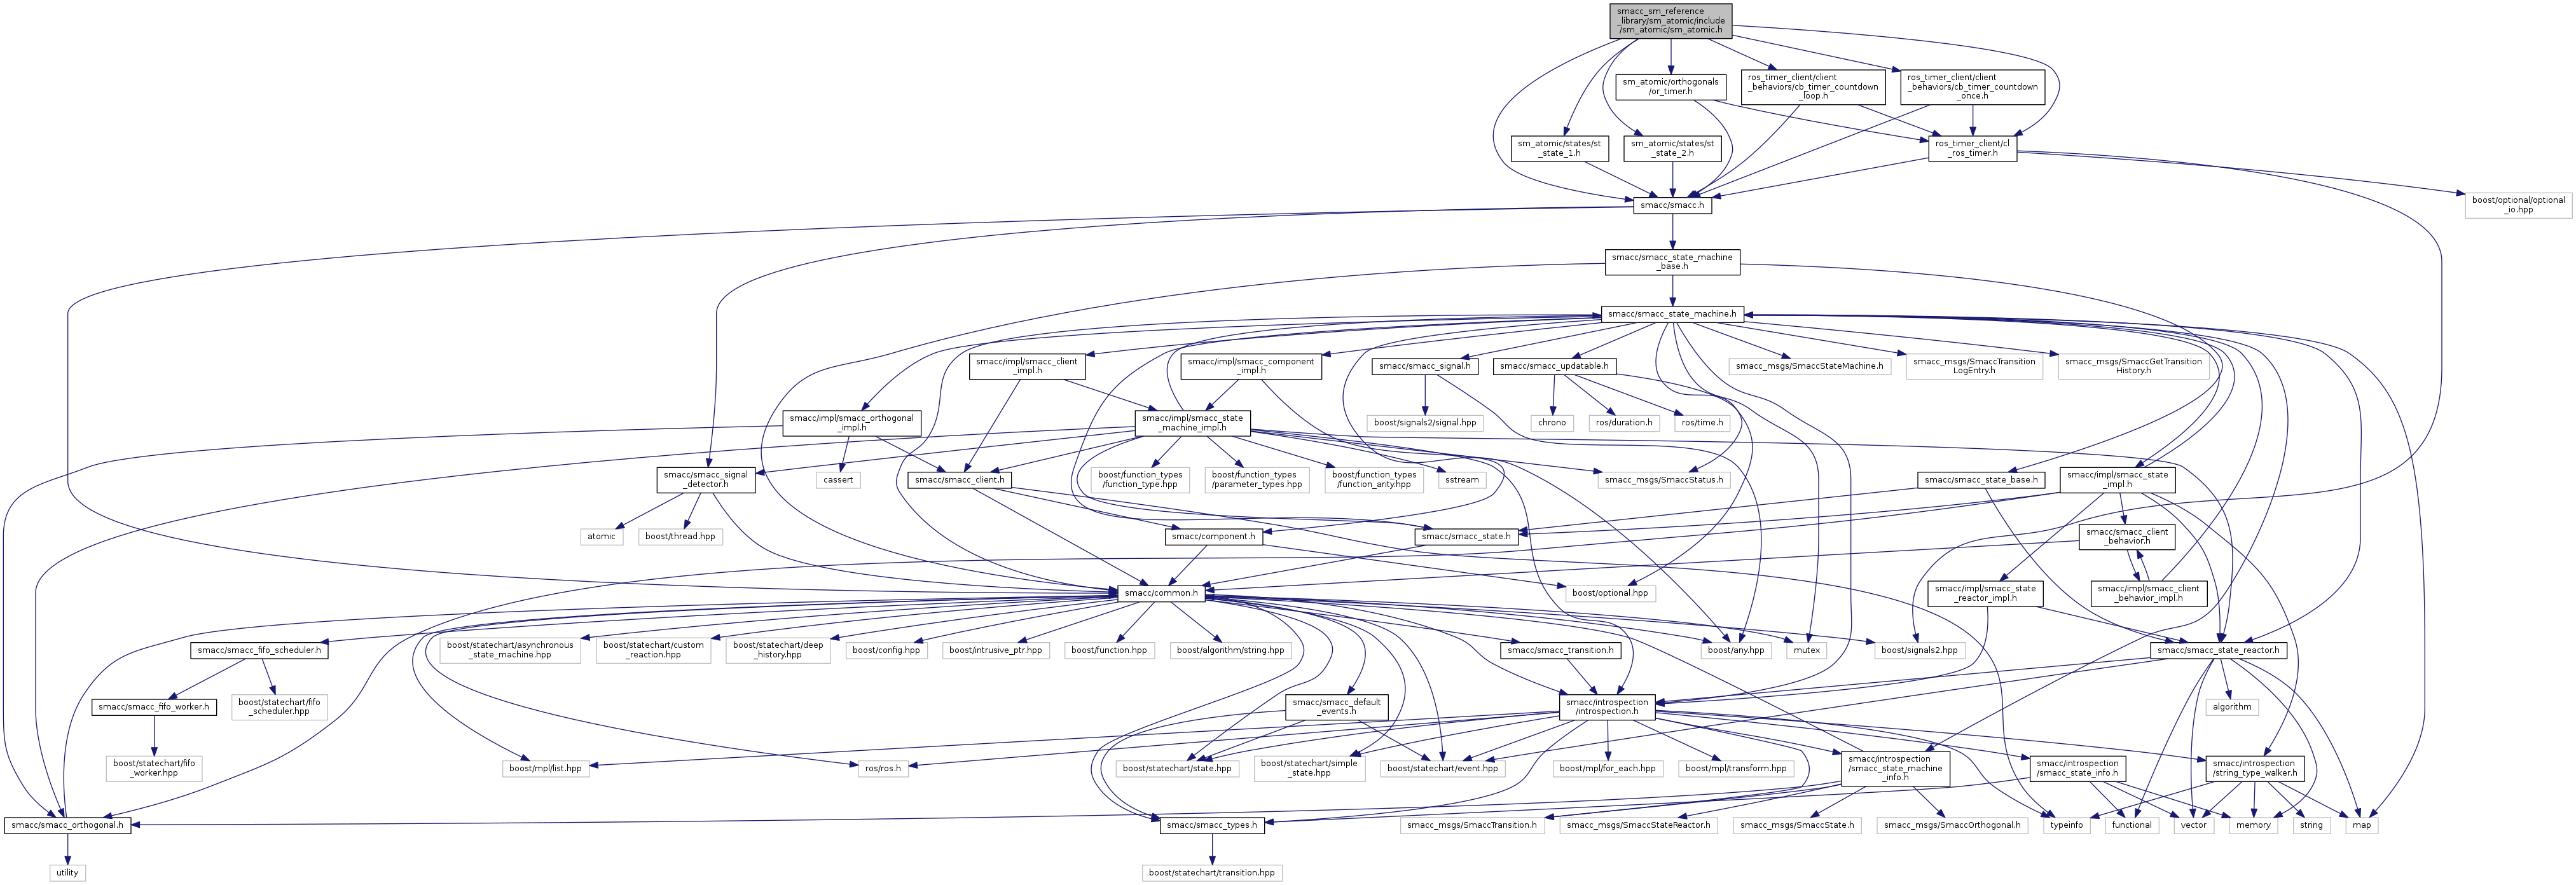 smacc_sm_reference
_library/sm_atomic/include
/sm_atomic/sm_atomic.h
sm_atomic/orthogonals
/or_timer.h
ros_timer_client/client
_behaviors/cb_timer_countdown
_loop.h
ros_timer_client/client
_behaviors/cb_timer_countdown
_once.h
sm_atomic/states/st
_state_1.h
sm_atomic/states/st
_state_2.h
ros_timer_client/cl
_ros_timer.h
smacc/smacc.h
boost/optional/optional
_io.hpp
smacc/smacc_state_machine
_base.h
smacc/smacc_state_machine.h
smacc/impl/smacc_client
_impl.h
smacc/impl/smacc_component
_impl.h
smacc/smacc_signal.h
smacc/smacc_updatable.h
smacc_msgs/SmaccStateMachine.h
smacc_msgs/SmaccTransition
LogEntry.h
smacc_msgs/SmaccGetTransition
History.h
smacc/impl/smacc_orthogonal
_impl.h
smacc/impl/smacc_state
_machine_impl.h
boost/signals2/signal.hpp
chrono
ros/duration.h
ros/time.h
smacc/smacc_signal
_detector.h
cassert
smacc/smacc_client.h
boost/function_types
/function_type.hpp
boost/function_types
/parameter_types.hpp
boost/function_types
/function_arity.hpp
sstream
smacc_msgs/SmaccStatus.h
smacc/smacc_state_base.h
smacc/impl/smacc_state
_impl.h
atomic
boost/thread.hpp
smacc/component.h
smacc/smacc_state.h
smacc/smacc_client
_behavior.h
smacc/common.h
boost/optional.hpp
smacc/impl/smacc_state
_reactor_impl.h
smacc/impl/smacc_client
_behavior_impl.h
smacc/smacc_fifo_scheduler.h
boost/statechart/asynchronous
_state_machine.hpp
boost/statechart/custom
_reaction.hpp
boost/statechart/deep
_history.hpp
boost/config.hpp
boost/intrusive_ptr.hpp
boost/function.hpp
boost/algorithm/string.hpp
smacc/smacc_transition.h
boost/any.hpp
mutex
boost/signals2.hpp
smacc/smacc_state_reactor.h
smacc/smacc_fifo_worker.h
boost/statechart/fifo
_scheduler.hpp
smacc/smacc_default
_events.h
smacc/introspection
/introspection.h
algorithm
boost/statechart/fifo
_worker.hpp
boost/mpl/list.hpp
ros/ros.h
boost/statechart/state.hpp
boost/statechart/simple
_state.hpp
boost/statechart/event.hpp
boost/mpl/for_each.hpp
boost/mpl/transform.hpp
smacc/introspection
/smacc_state_machine
_info.h
smacc/introspection
/smacc_state_info.h
smacc/introspection
/string_type_walker.h
smacc/smacc_orthogonal.h
smacc/smacc_types.h
smacc_msgs/SmaccTransition.h
smacc_msgs/SmaccStateReactor.h
smacc_msgs/SmaccState.h
smacc_msgs/SmaccOrthogonal.h
typeinfo
functional
vector
memory
string
map
utility
boost/statechart/transition.hpp